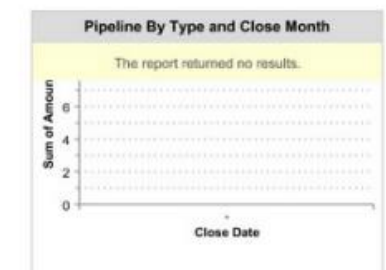 Pipeline By Type and Close Month
The report returned no results.
Sum of Amoun
6
4
2
0
-
Close Date